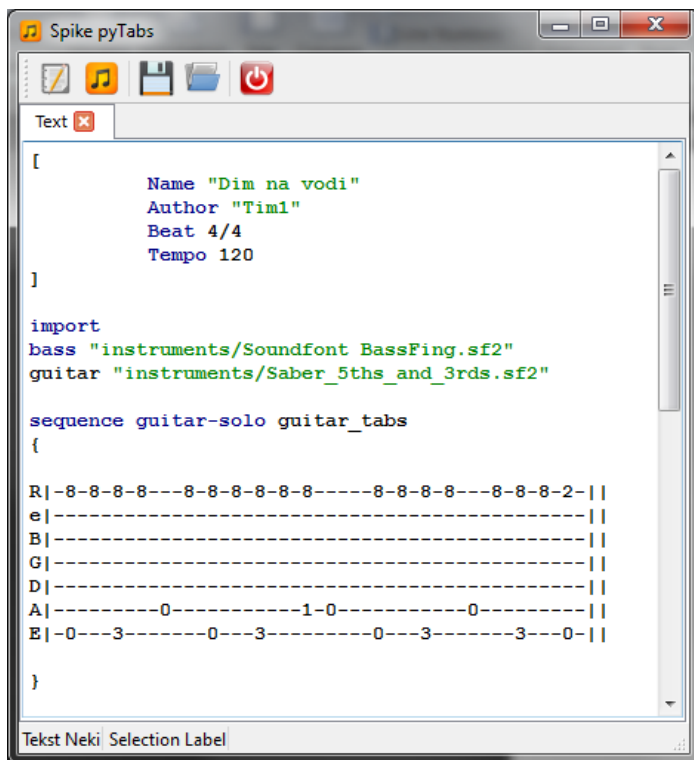 Spike pyTabs
Text
[
Name "Dim na vodi"
Author "Tim1"
Beat 4/4
Tempo 120
]
import
bass "instruments/Soundfont BassFing.sf2"
guitar "instruments/Saber_5ths_and_3rds.sf2"
sequence guitar-solo guitar_tabs
{
R|-8-8-8-8---8-8-8-8-8-8-----8-8-8-8---8-8-8-2-||
e|---------------------------------------------||
B|---------------------------------------------||
G|---------------------------------------------||
D|---------------------------------------------||
A|---------0-----------1-0-----------0---------||
E|-0---3-------0---3---------0---3-------3---0-||
}
Tekst Neki Selection Label